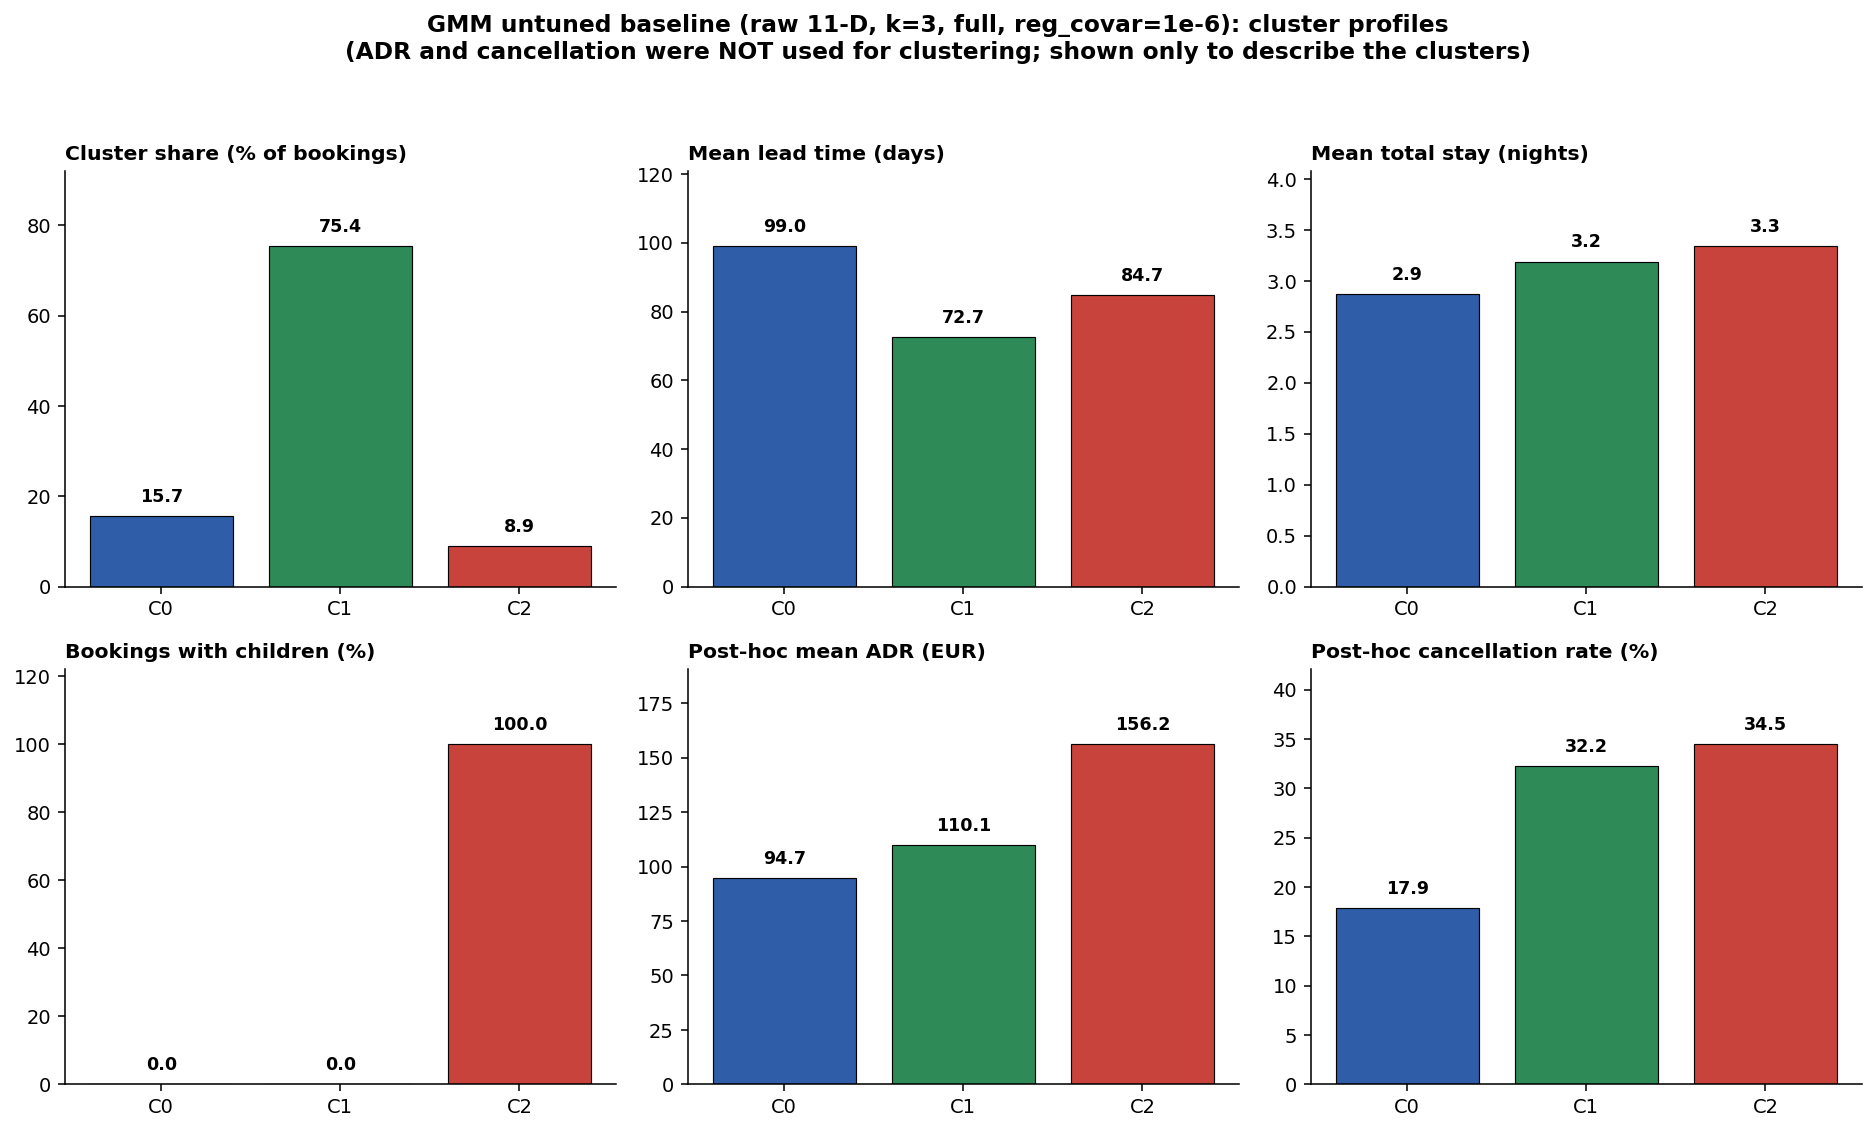 GMM untuned baseline (raw 11-D, k=3, full, reg_covar=1e-6): cluster profiles
(ADR and cancellation were NOT used for clustering; shown only to describe the clusters)
Cluster share (% of bookings)
80
60
40
20
0
15.7
75.4
8.9
C0
C1
C2
Mean lead time (days)
120
100
80
60
40
20
0
99.0
72.7
84.7
C0
C1
C2
Mean total stay (nights)
4.0
3.5
3.0
2.5
2.0
1.5
1.0
0.5
0.0
2.9
3.2
3.3
C0
C1
C2
Bookings with children (%)
120
100
80
60
40
20
0
0.0
0.0
100.0
C0
C1
C2
Post-hoc mean ADR (EUR)
175
150
125
100
75
50
25
0
94.7
110.1
156.2
C0
C1
C2
Post-hoc cancellation rate (%)
40
35
30
25
20
15
10
5
0
17.9
32.2
34.5
C0
C1
C2